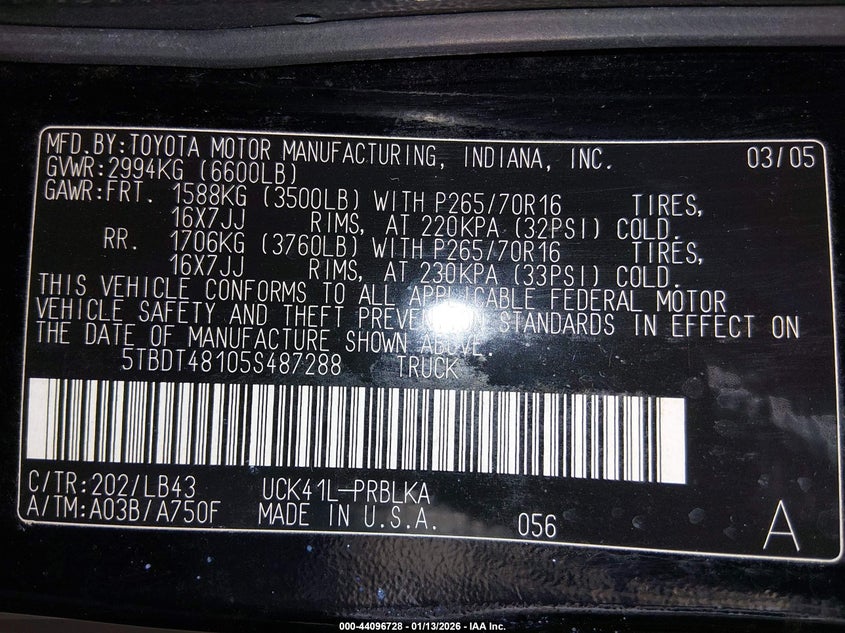 MFD.BY:TOYOTA MOTOR MANUFACTURING, INDIANA, INC. 03/05
GVWR:2994KG (6600LB)
GAWR:FRT. 1588KG (3500LB) WITH P265/70R16 TIRES,
16X7JJ RIMS, AT 220KPA (32PSI) COLD.
RR. 1706KG (3760LB) WITH P265/70R16 TIRES,
16X7JJ RIMS, AT 230KPA (33PSI) COLD.
THIS VEHICLE CONFORMS TO ALL APPLICABLE FEDERAL MOTOR
VEHICLE SAFETY AND THEFT PREVENTION STANDARDS IN EFFECT ON
THE DATE OF MANUFACTURE SHOWN ABOVE.
5TBDT48105S487288 TRUCK
C/TR:202/LB43 UCK41L-PRBLKA
A/TM:A03B/A750F MADE IN U.S.A. 056 A
000-44096728 - 01/13/2026 - IAA Inc.